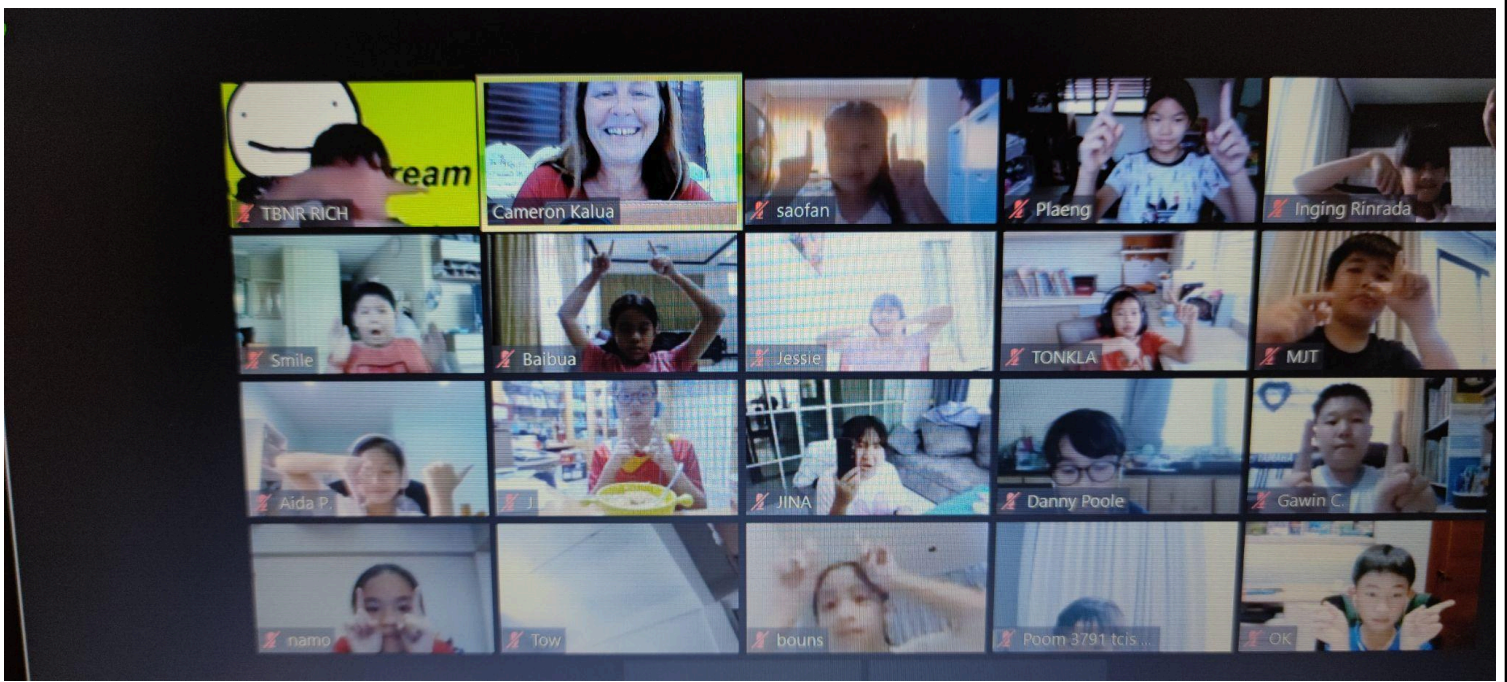 ream
TBNR RICH
Cameron Kalua
saofan
Plaeng
Inging Rinrada
Smile
Baibua
Jessie
TONKLA
MJT
Aida P.
J...
JINA
Danny Poole
Gawin C.
namo
Tow
bouns
Poom 3791 tcis ...
OK